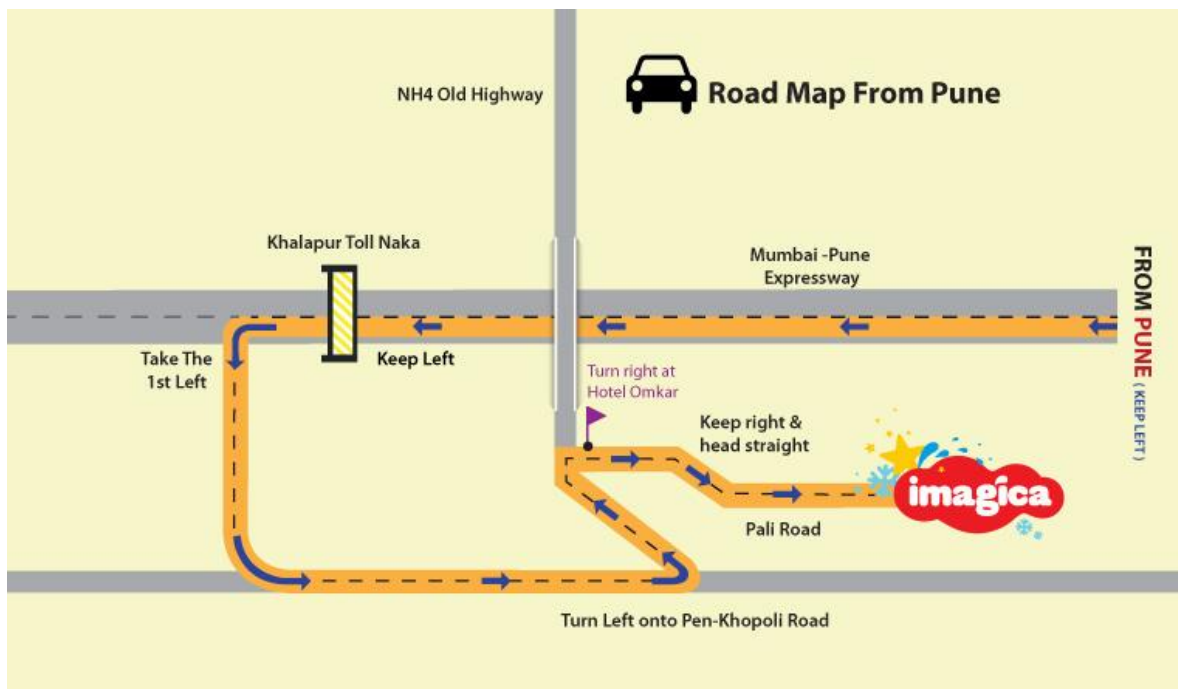 NH4 Old Highway
Road Map From Pune
Khalapur Toll Naka
Mumbai -Pune
Expressway
FROM PUNE ( KEEP LEFT )
Take The
1st Left
Keep Left
Turn right at
Hotel Omkar
Keep right &
head straight
imagica
Pali Road
Turn Left onto Pen-Khopoli Road